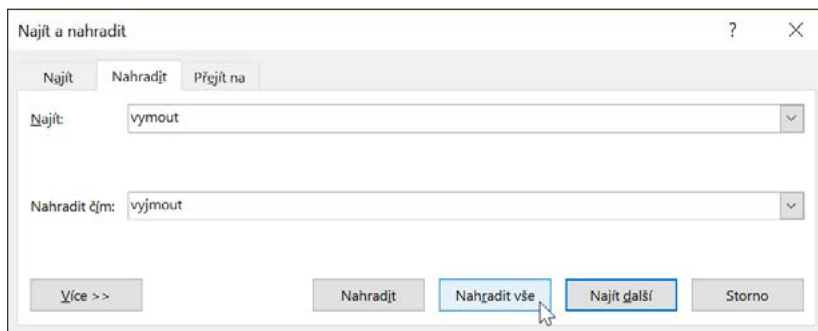 Najít a nahradit ?
Najít Nahradit Přejít na
Najít: vymout
Nahradit čím: vyjmout
Více >> Nahradit Nahradit vše Najít další Storno